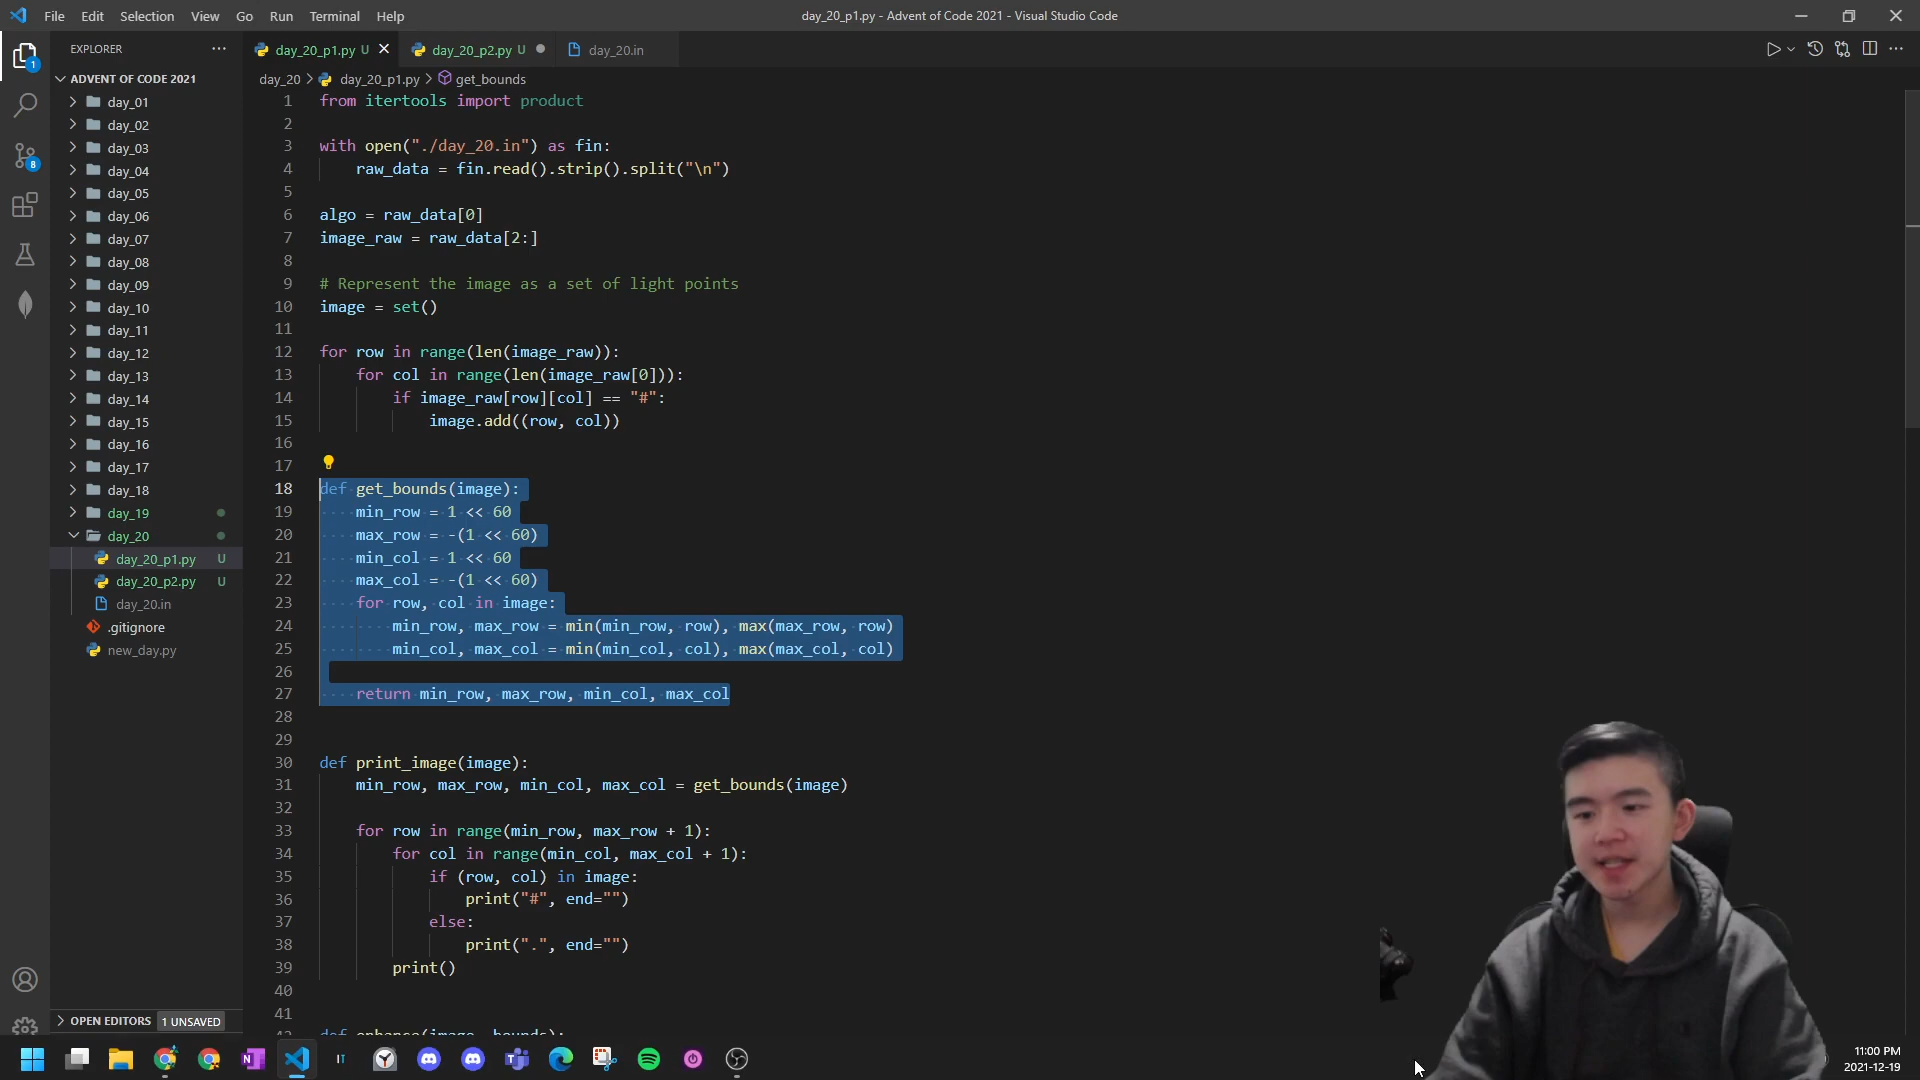 File Edit Selection View Go Run Terminal Help
day_20_p1.py - Advent of Code 2021 - Visual Studio Code
EXPLORER
ADVENT OF CODE 2021
day_01
day_02
day_03
day_04
day_05
day_06
day_07
day_08
day_09
day_10
day_11
day_12
day_13
day_14
day_15
day_16
day_17
day_18
day_19
day_20
day_20_p1.py U
day_20_p2.py U
day_20.in
.gitignore
new_day.py
OPEN EDITORS 1 UNSAVED
1
8
day_20_p1.py U day_20_p2.py U day_20.in
day_20 > day_20_p1.py > get_bounds
1 from itertools import product
2
3 with open("./day_20.in") as fin:
4 raw_data = fin.read().strip().split("\n")
5
6 algo = raw_data[0]
7 image_raw = raw_data[2:]
8
9 # Represent the image as a set of light points
10 image = set()
11
12 for row in range(len(image_raw)):
13 for col in range(len(image_raw[0])):
14 if image_raw[row][col] == "#":
15 image.add((row, col))
16
17
18 def get_bounds(image):
19 min_row = 1 << 60
20 max_row = -(1 << 60)
21 min_col = 1 << 60
22 max_col = -(1 << 60)
23 for row, col in image:
24 min_row, max_row = min(min_row, row), max(max_row, row)
25 min_col, max_col = min(min_col, col), max(max_col, col)
26
27 return min_row, max_row, min_col, max_col
28
29
30 def print_image(image):
31 min_row, max_row, min_col, max_col = get_bounds(image)
32
33 for row in range(min_row, max_row + 1):
34 for col in range(min_col, max_col + 1):
35 if (row, col) in image:
36 print("#", end="")
37 else:
38 print(".", end="")
39 print()
40
41
42 def enhance(image, bounds):
IT
11:00 PM
2021-12-19